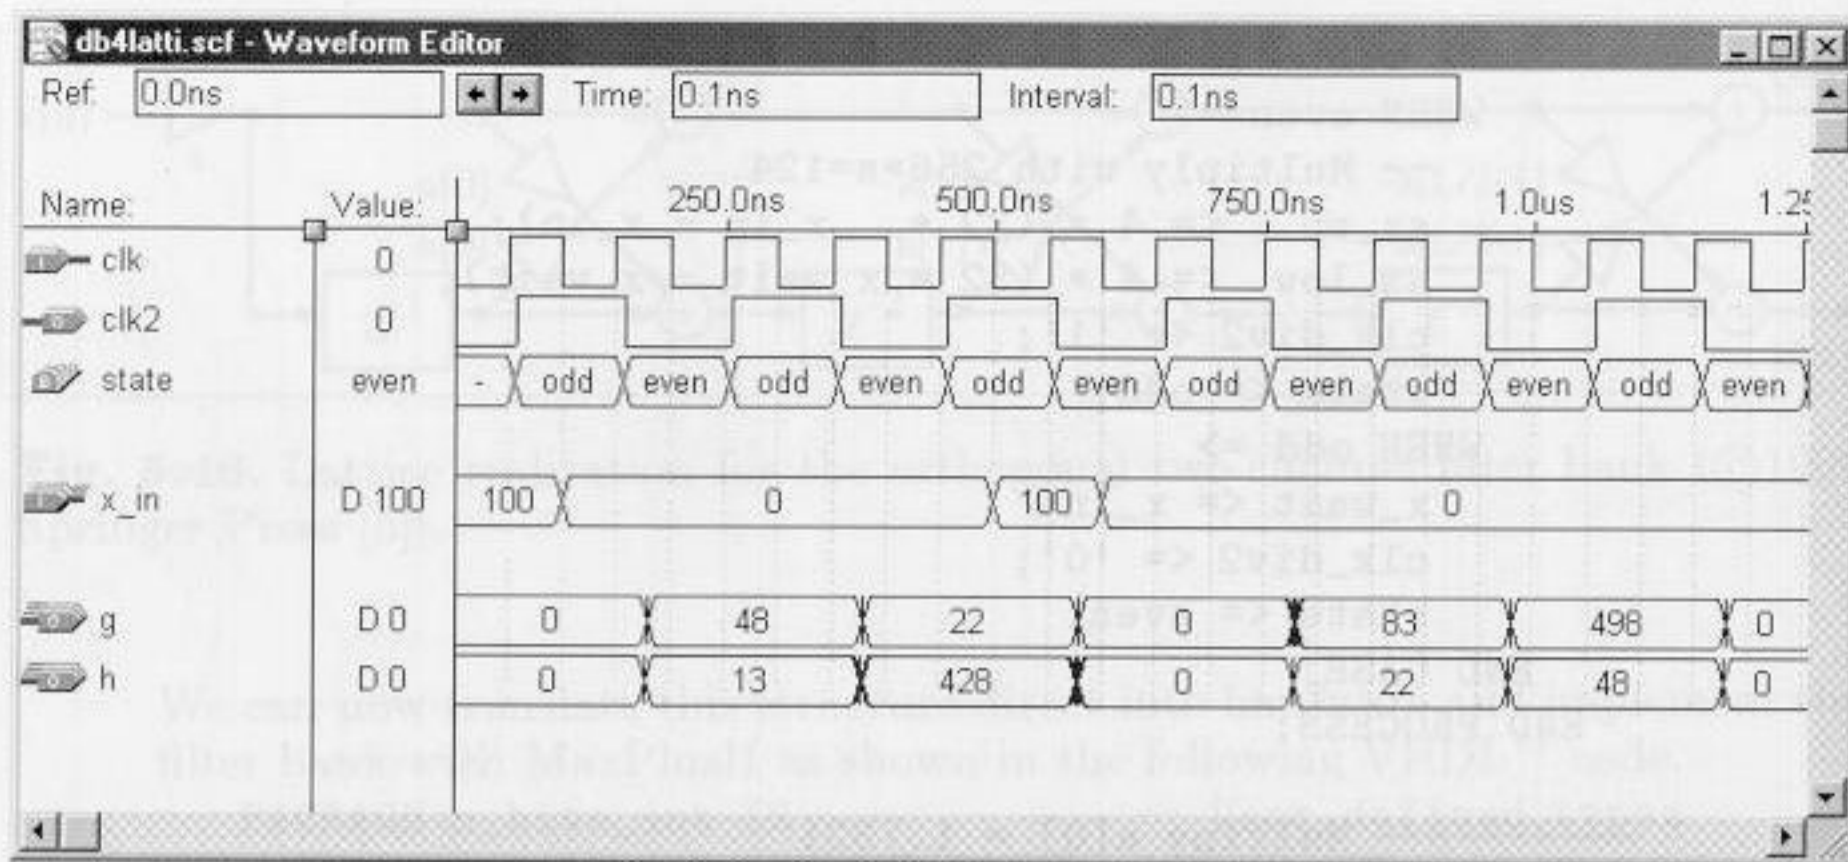 db4latti.scf - Waveform Editor
Ref: 0.0ns Time: 0.1ns Interval: 0.1ns
Name: Value: 250.0ns 500.0ns 750.0ns 1.0us 1.25
clk 0
clk2 0
state even - odd even odd even odd even odd even odd even odd even
x_in D 100 100 0 100 0
g D 0 0 48 22 0 83 498 0
h D 0 0 13 428 0 22 48 0